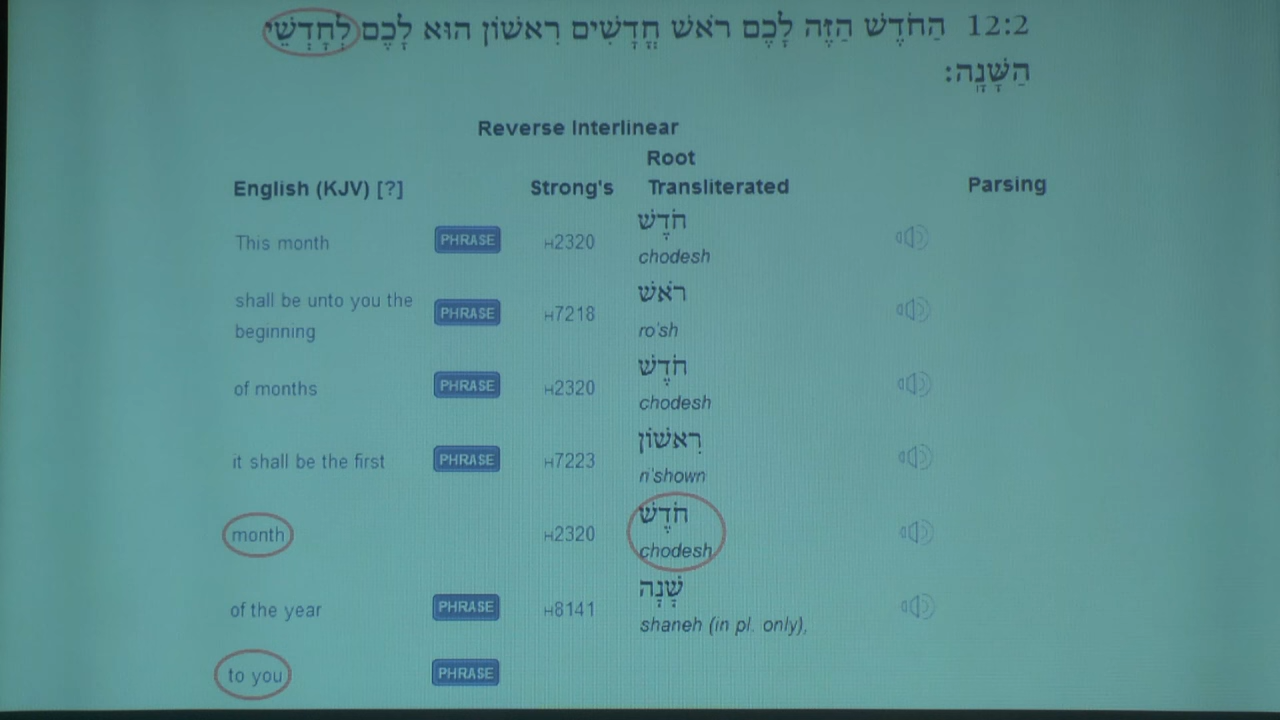 12:2 הַחֹדֶשׁ הַזֶּה לָכֶם רֹאשׁ חֳדָשִׁים רִאשׁוֹן הוּא לָכֶם לְחָדְשֵׁי
הַשָּׁנָֽה׃
Reverse Interlinear
Root
English (KJV) [?] Strong's Transliterated Parsing
חֹדֶשׁ
This month PHRASE H2320
chodesh
רֹאשׁ
shall be unto you the
PHRASE H7218
beginning
ro'sh
חֹדֶשׁ
of months PHRASE H2320
chodesh
רִאשׁוֹן
it shall be the first PHRASE H7223
ri'shown
חֹדֶשׁ
month H2320
chodesh
שָׁנָה
of the year PHRASE H8141
shaneh (in pl. only),
to you PHRASE